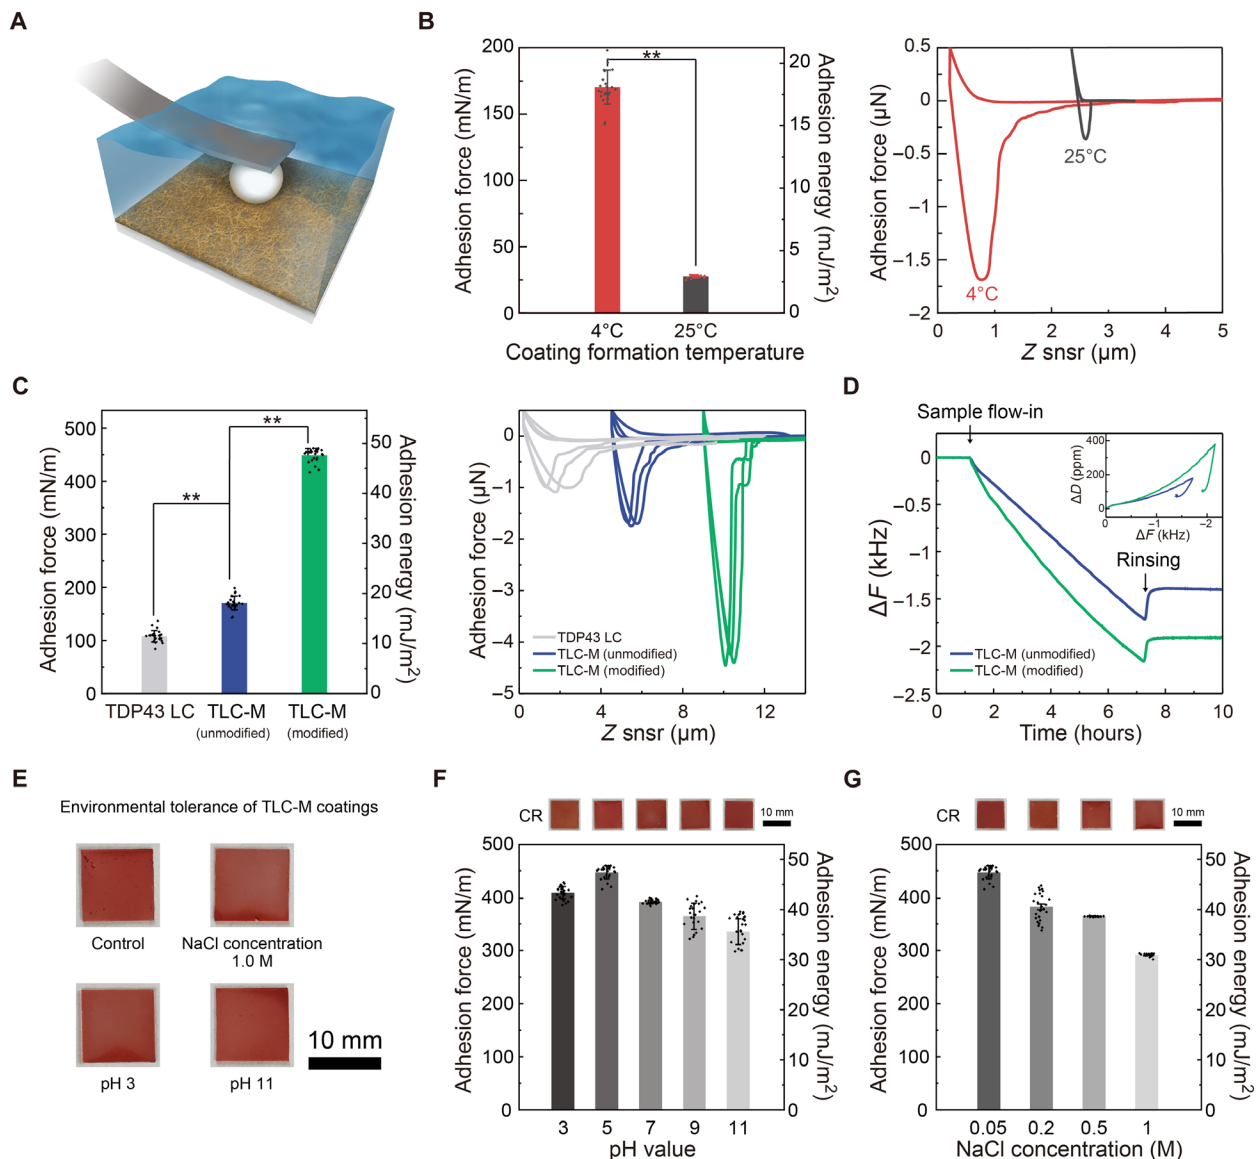 A
B
Adhesion force (mN/m)
200
150
100
50
0
**
20
15
10
5
0
Adhesion energy (mJ/m²)
4°C 25°C
Coating formation temperature
Adhesion force (µN)
0.5
0
−0.5
−1
−1.5
−2
25°C
4°C
0 1 2 3 4 5
Z snsr (µm)
C
Adhesion force (mN/m)
500
400
300
200
100
0
**
**
50
40
30
20
10
0
Adhesion energy (mJ/m²)
TDP43 LC TLC-M TLC-M
(unmodified) (modified)
Adhesion force (µN)
0
−1
−2
−3
−4
−5
TDP43 LC
TLC-M (unmodified)
TLC-M (modified)
0 4 8 12
Z snsr (µm)
D
Sample flow-in
ΔF (kHz)
0
−0.5
−1
−1.5
−2
−2.5
ΔD (ppm)
400
200
0
0 −1 −2
ΔF (kHz)
Rinsing
TLC-M (unmodified)
TLC-M (modified)
0 2 4 6 8 10
Time (hours)
E
Environmental tolerance of TLC-M coatings
Control
NaCl concentration
1.0 M
pH 3
pH 11
10 mm
F
CR
10 mm
Adhesion force (mN/m)
500
400
300
200
100
0
50
40
30
20
10
0
Adhesion energy (mJ/m²)
3 5 7 9 11
pH value
G
CR
10 mm
Adhesion force (mN/m)
500
400
300
200
100
0
50
40
30
20
10
0
Adhesion energy (mJ/m²)
0.05 0.2 0.5 1
NaCl concentration (M)